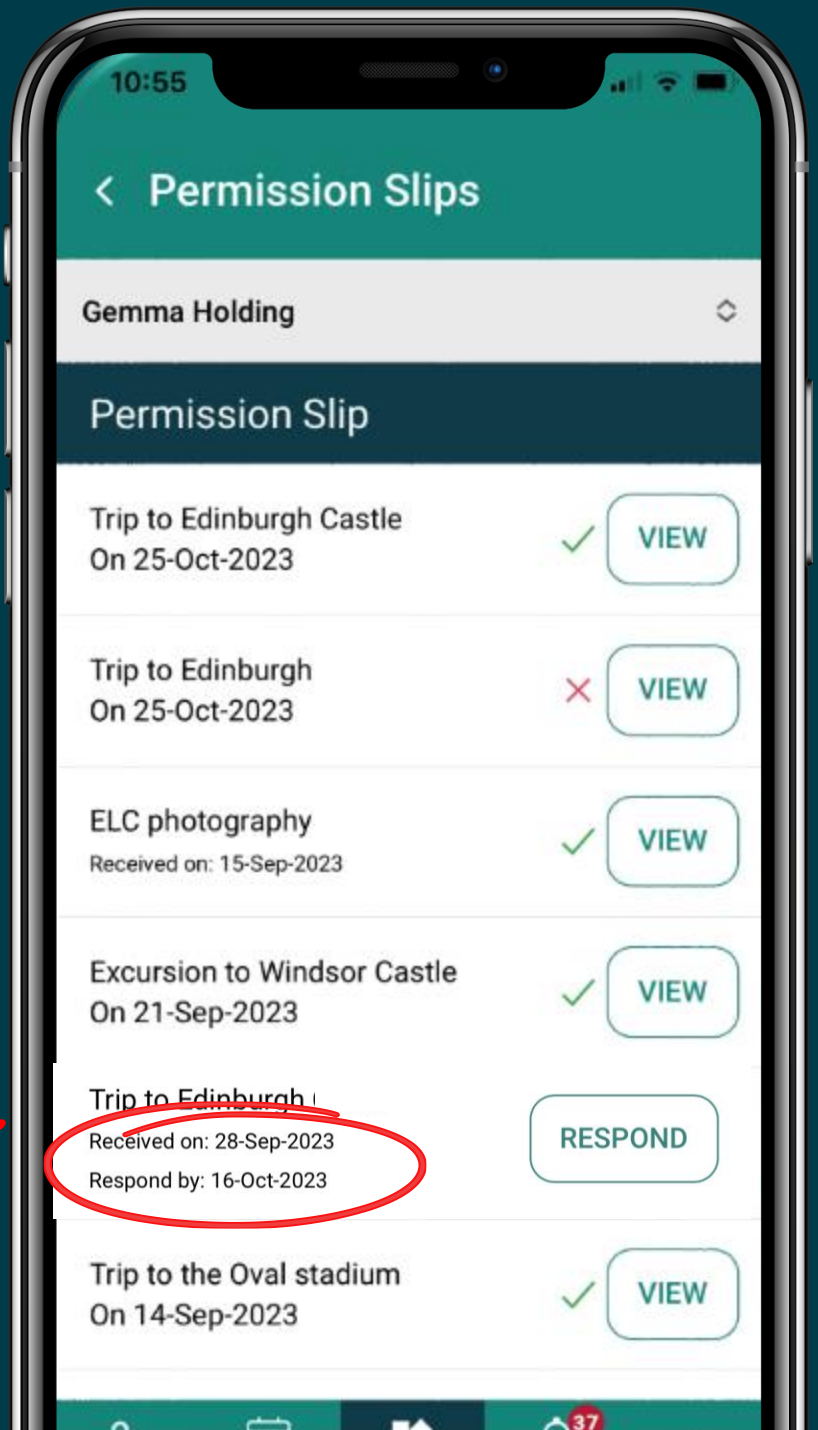 10:55
Permission Slips
Gemma Holding
Permission Slip
Trip to Edinburgh Castle
On 25-Oct-2023
VIEW
Trip to Edinburgh
On 25-Oct-2023
VIEW
ELC photography
Received on: 15-Sep-2023
VIEW
Excursion to Windsor Castle
On 21-Sep-2023
VIEW
Trip to Edinburgh
Received on: 28-Sep-2023
Respond by: 16-Oct-2023
RESPOND
Trip to the Oval stadium
On 14-Sep-2023
VIEW
37